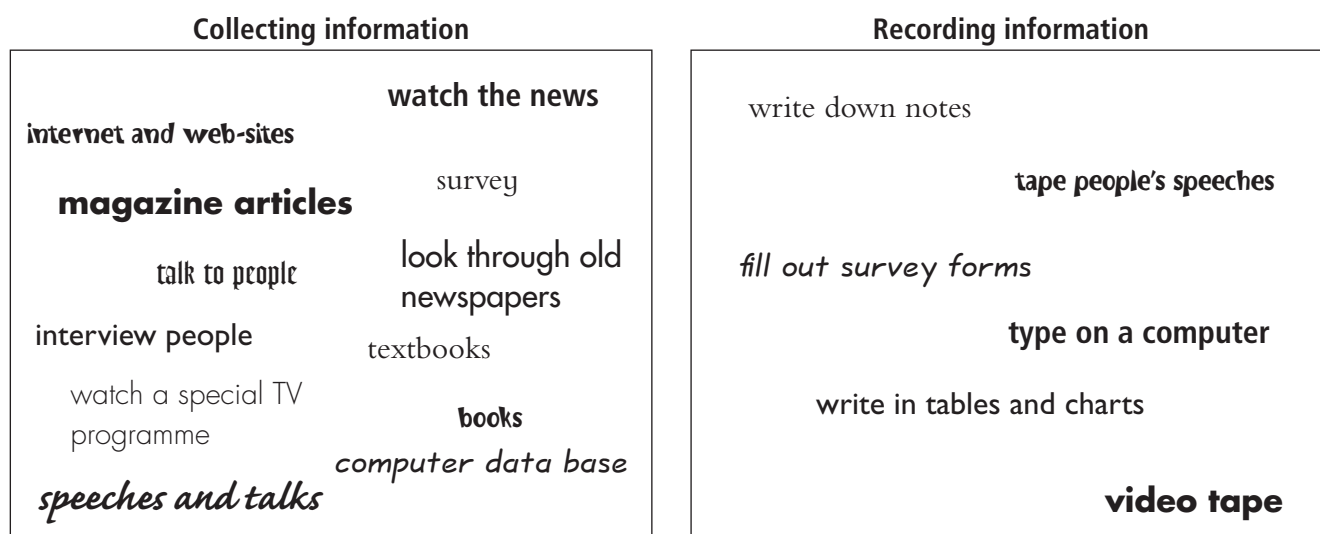 Collecting information
watch the news
internet and web-sites
survey
magazine articles
look through old
newspapers
talk to people
interview people
textbooks
watch a special TV
programme
books
computer data base
speeches and talks
Recording information
write down notes
tape people's speeches
fill out survey forms
type on a computer
write in tables and charts
video tape